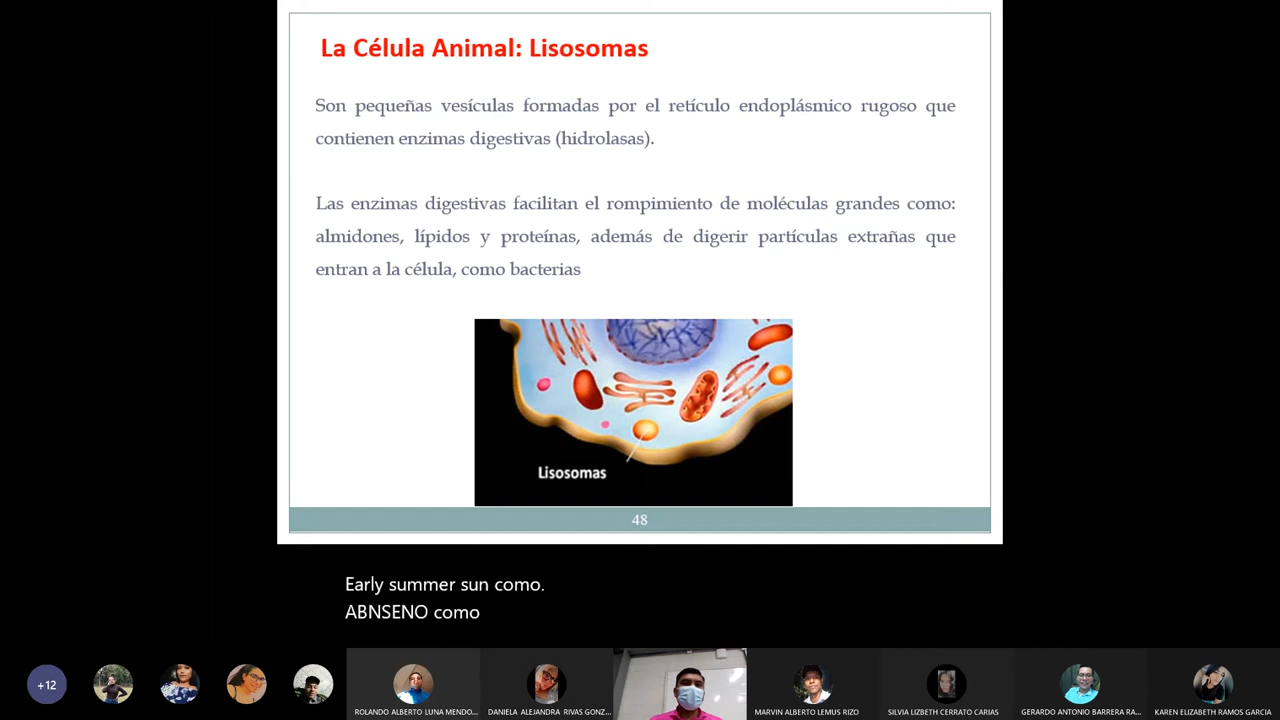 La Célula Animal: Lisosomas
Son pequeñas vesículas formadas por el retículo endoplásmico rugoso que
contienen enzimas digestivas (hidrolasas).
Las enzimas digestivas facilitan el rompimiento de moléculas grandes como:
almidones, lípidos y proteínas, además de digerir partículas extrañas que
entran a la célula, como bacterias
Lisosomas
48
Early summer sun como.
ABNSENO como
+12
ROLANDO ALBERTO LUNA MENDO...
DANIELA ALEJANDRA RIVAS GONZ...
MARVIN ALBERTO LEMUS RIZO
SILVIA LIZBETH CERRATO CARIAS
GERARDO ANTONIO BARRERA RA...
KAREN ELIZABETH RAMOS GARCIA